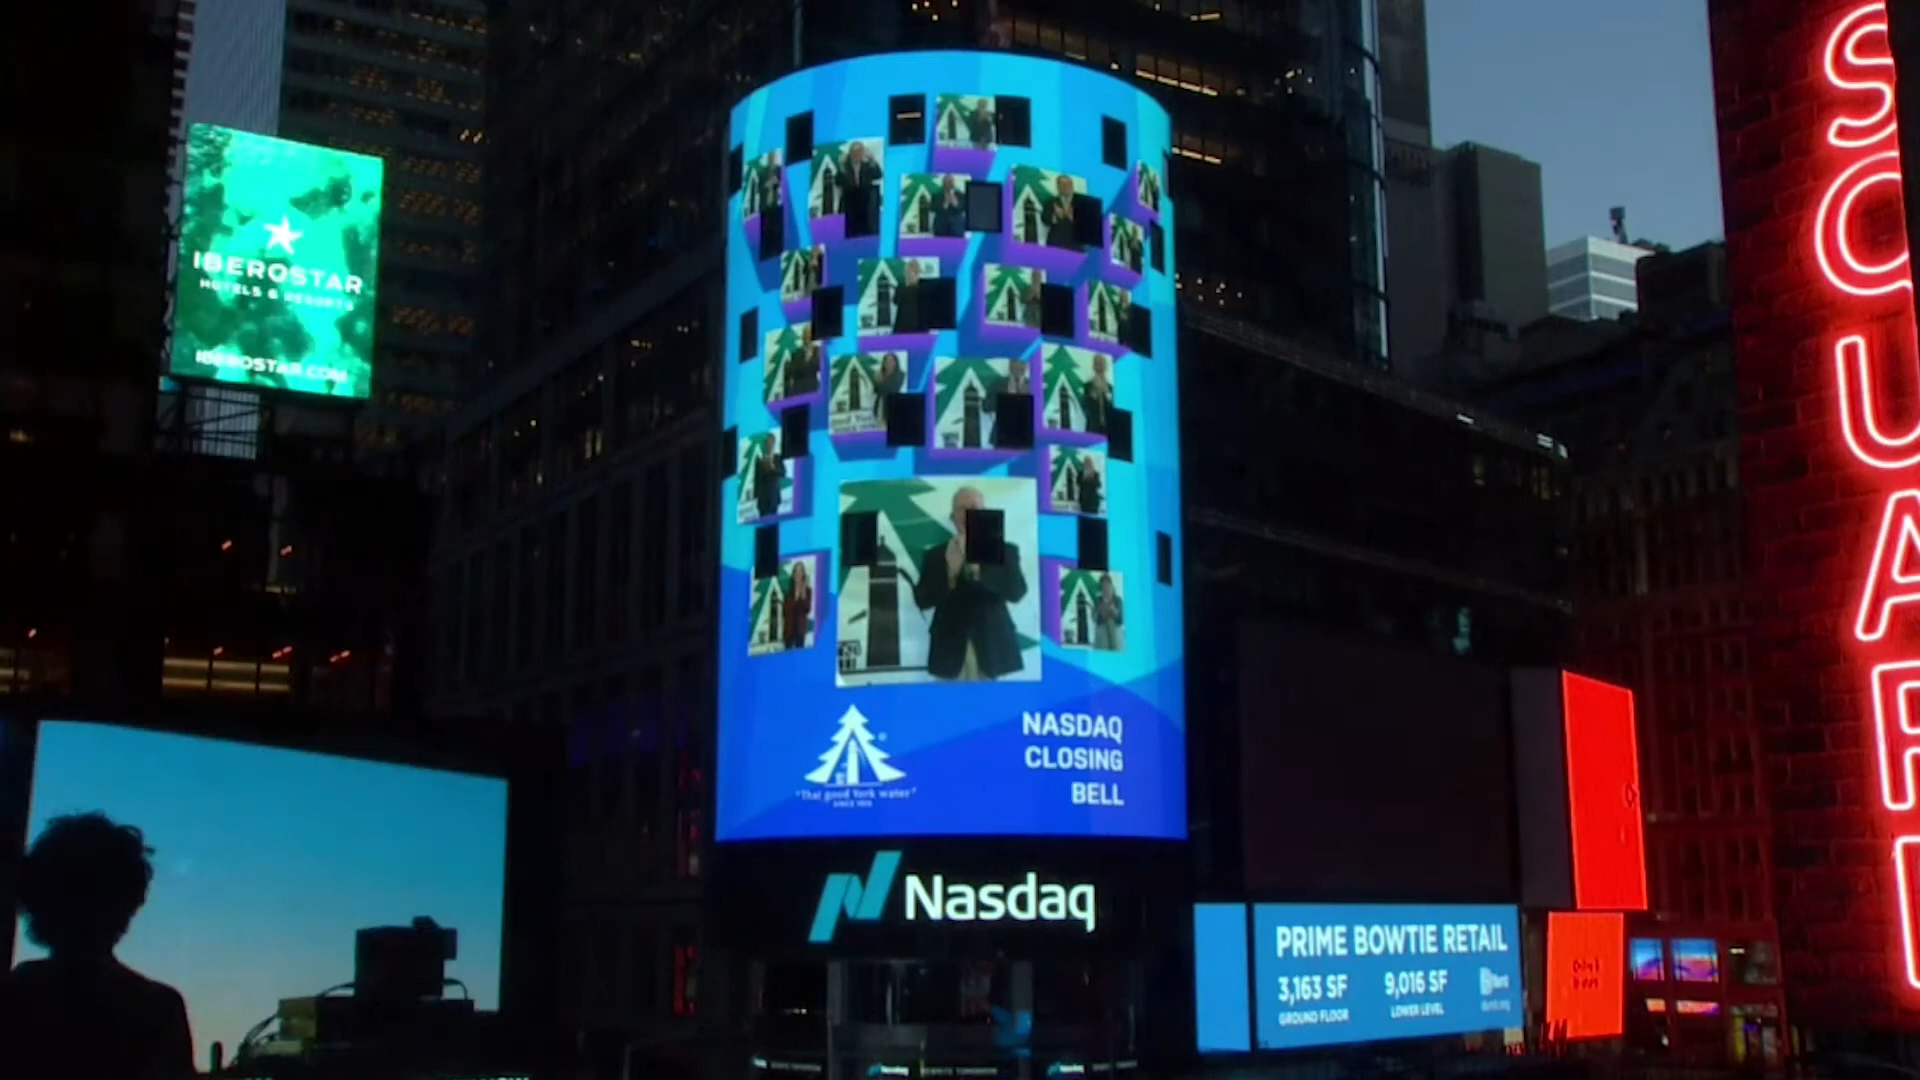 IBEROSTAR
HOTELS & RESORTS
IBEROSTAR.COM
"That good York water"
NASDAQ
CLOSING
BELL
Nasdaq
PRIME BOWTIE RETAIL
3,163 SF
GROUND FLOOR
9,016 SF
LOWER LEVEL
SQUARE